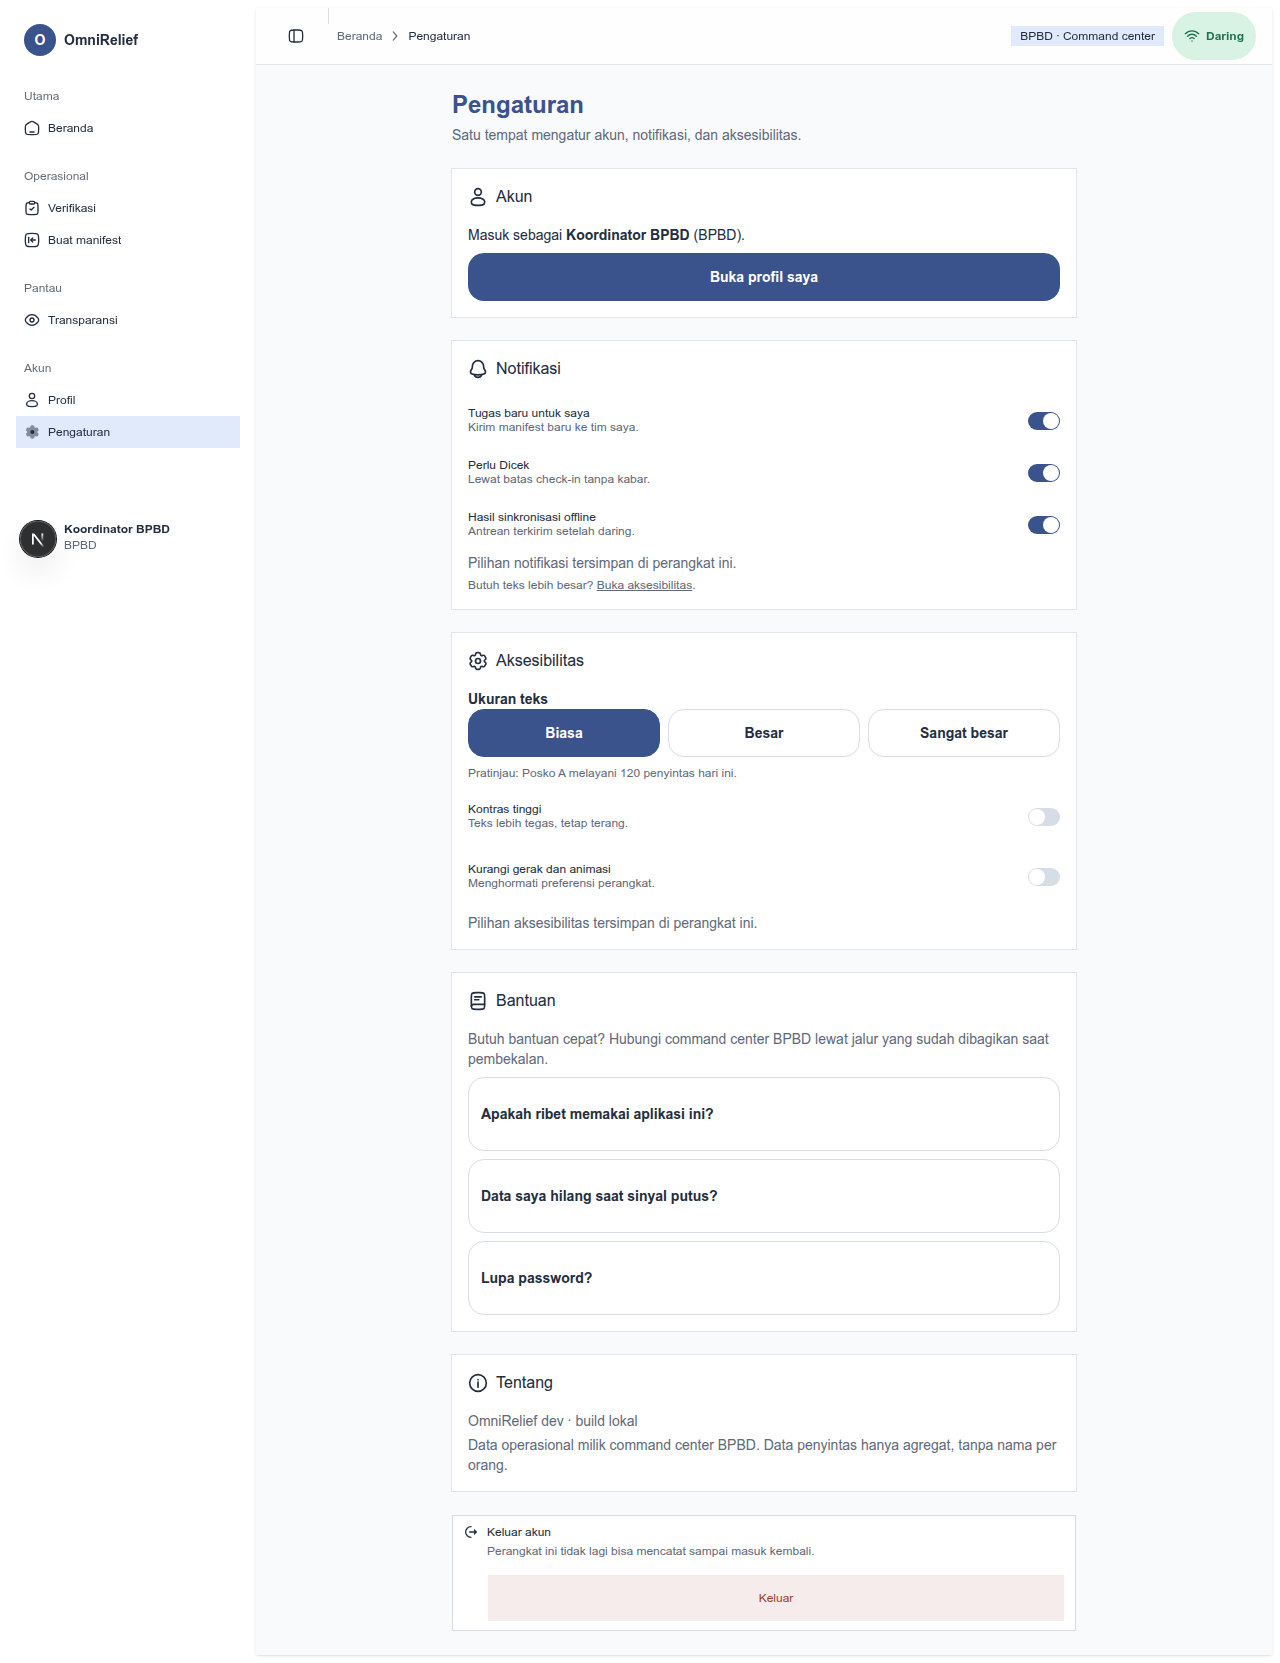 O OmniRelief
Utama
Beranda
Operasional
Verifikasi
Buat manifest
Pantau
Transparansi
Akun
Profil
Pengaturan
N Koordinator BPBD
BPBD
Beranda > Pengaturan
BPBD · Command center
Daring
Pengaturan
Satu tempat mengatur akun, notifikasi, dan aksesibilitas.
Akun
Masuk sebagai Koordinator BPBD (BPBD).
Buka profil saya
Notifikasi
Tugas baru untuk saya
Kirim manifest baru ke tim saya.
Perlu Dicek
Lewat batas check-in tanpa kabar.
Hasil sinkronisasi offline
Antrean terkirim setelah daring.
Pilihan notifikasi tersimpan di perangkat ini.
Butuh teks lebih besar? Buka aksesibilitas.
Aksesibilitas
Ukuran teks
Biasa
Besar
Sangat besar
Pratinjau: Posko A melayani 120 penyintas hari ini.
Kontras tinggi
Teks lebih tegas, tetap terang.
Kurangi gerak dan animasi
Menghormati preferensi perangkat.
Pilihan aksesibilitas tersimpan di perangkat ini.
Bantuan
Butuh bantuan cepat? Hubungi command center BPBD lewat jalur yang sudah dibagikan saat
pembekalan.
Apakah ribet memakai aplikasi ini?
Data saya hilang saat sinyal putus?
Lupa password?
Tentang
OmniRelief dev · build lokal
Data operasional milik command center BPBD. Data penyintas hanya agregat, tanpa nama per
orang.
Keluar akun
Perangkat ini tidak lagi bisa mencatat sampai masuk kembali.
Keluar